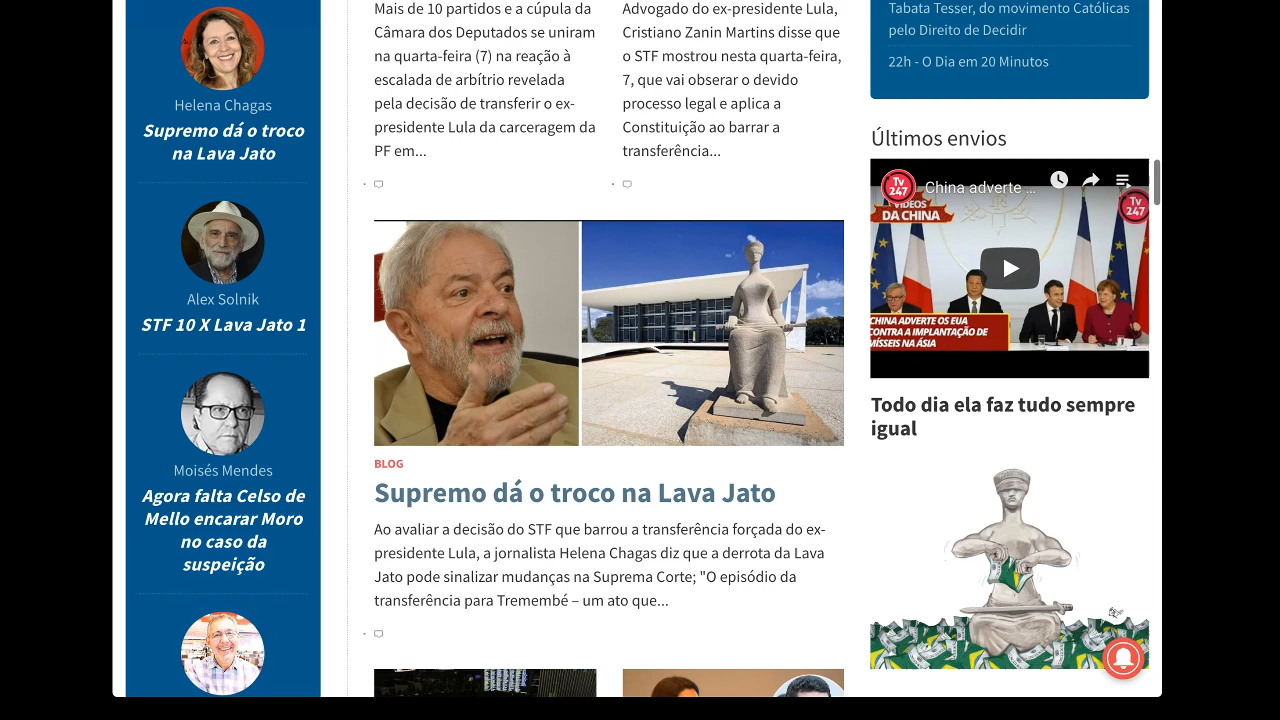 Helena Chagas
Supremo dá o troco
na Lava Jato
Alex Solnik
STF 10 X Lava Jato 1
Moisés Mendes
Agora falta Celso de
Mello encarar Moro
no caso da
suspeição
Mais de 10 partidos e a cúpula da
Câmara dos Deputados se uniram
na quarta-feira (7) na reação à
escalada de arbítrio revelada
pela decisão de transferir o ex-
presidente Lula da carceragem da
PF em...
Advogado do ex-presidente Lula,
Cristiano Zanin Martins disse que
o STF mostrou nesta quarta-feira,
7, que vai obserar o devido
processo legal e aplica a
Constituição ao barrar a
transferência...
BLOG
Supremo dá o troco na Lava Jato
Ao avaliar a decisão do STF que barrou a transferência forçada do ex-
presidente Lula, a jornalista Helena Chagas diz que a derrota da Lava
Jato pode sinalizar mudanças na Suprema Corte; "O episódio da
transferência para Tremembé – um ato que...
Tabata Tesser, do movimento Católicas
pelo Direito de Decidir
22h - O Dia em 20 Minutos
Últimos envios
Tv
247
China adverte ...
VÍDEOS
DA CHINA
Tv
247
CHINA ADVERTE OS EUA
CONTRA A IMPLANTAÇÃO DE
MÍSSEIS NA ÁSIA
Todo dia ela faz tudo sempre
igual